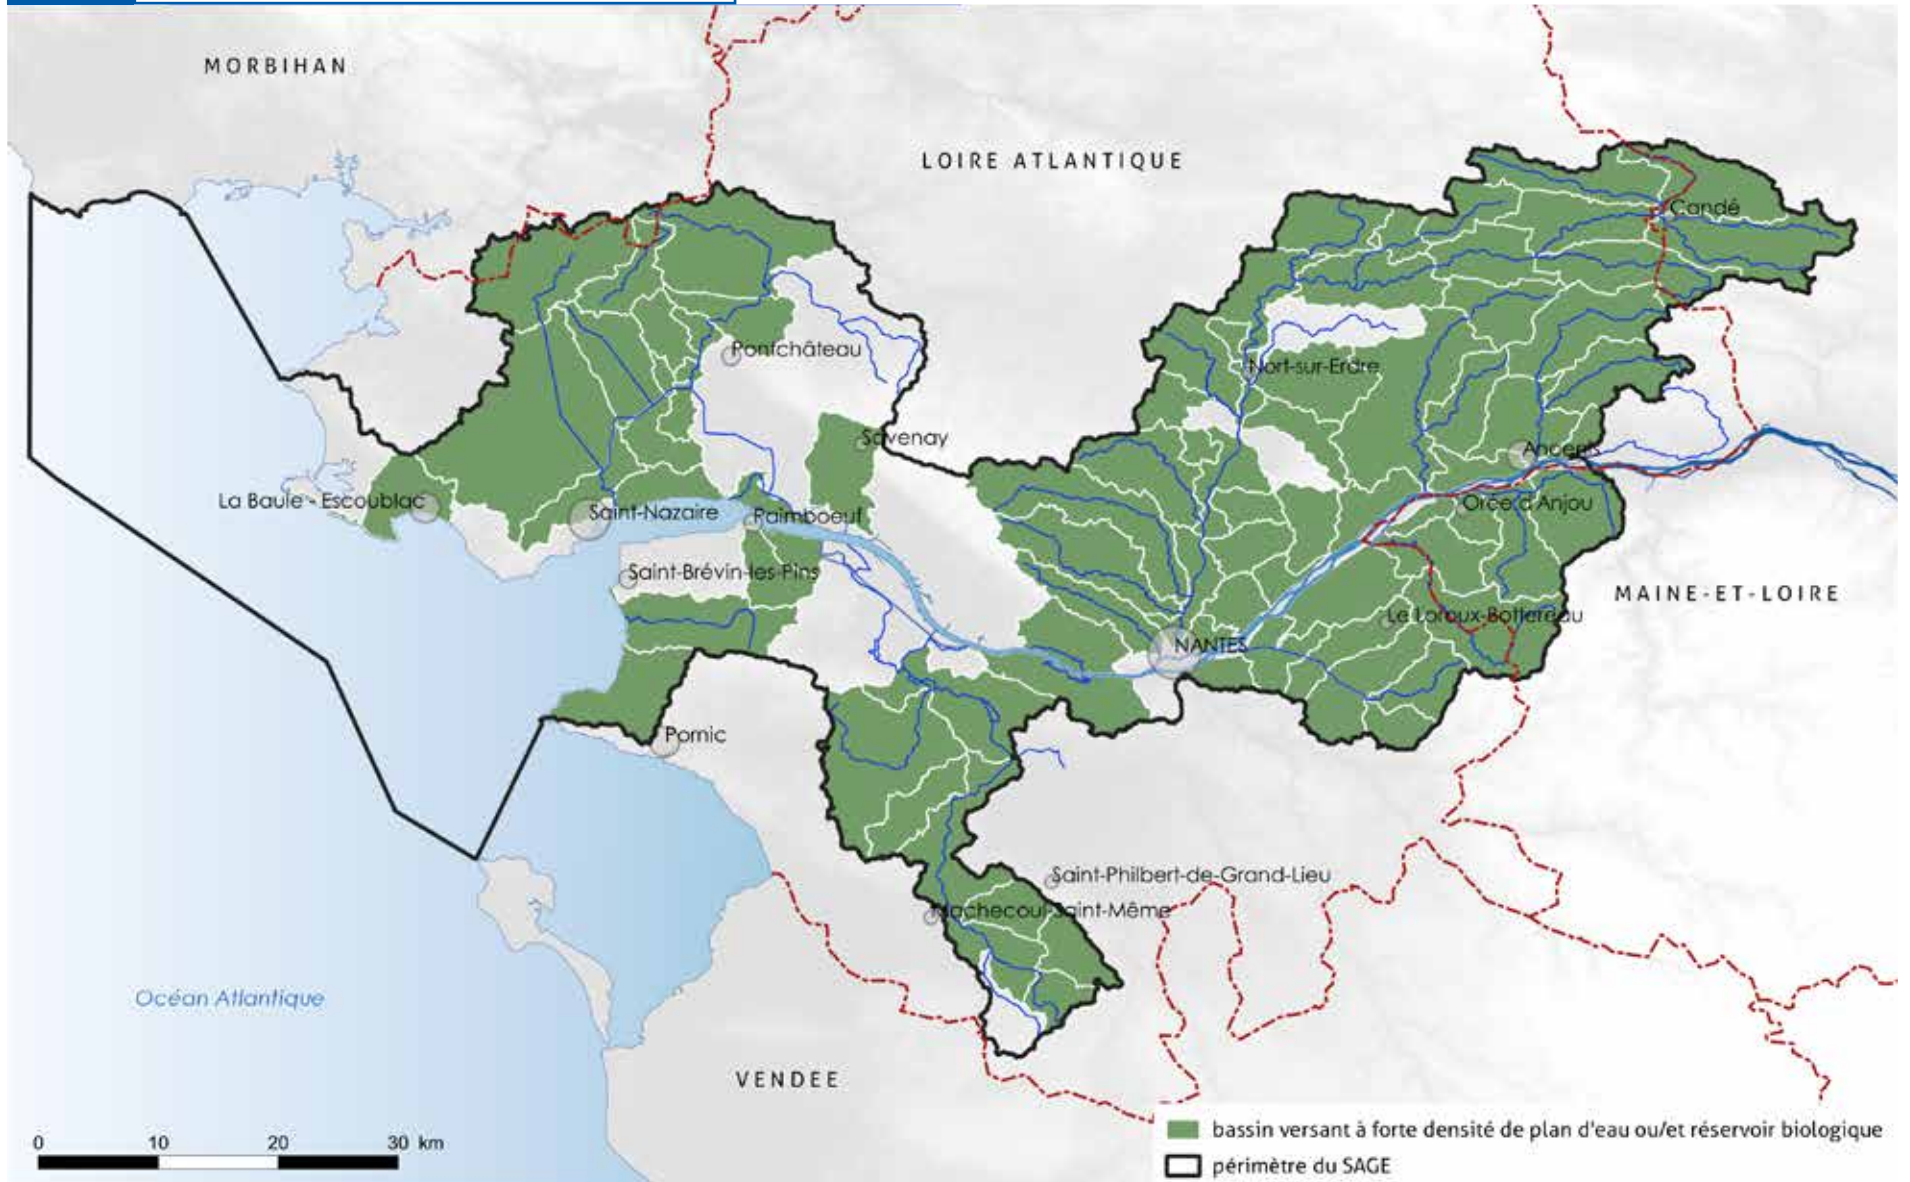 MORBIHAN
LOIRE ATLANTIQUE
Candé
Pontchâteau
Nort-sur-Erdre
Savenay
Ancenis
La Baule - Escoublac
Saint-Nazaire
Paimboeuf
Orée d'Anjou
Saint-Brévin-les-Pins
MAINE-ET-LOIRE
Le Loroux-Bottereau
NANTES
Pornic
Saint-Philbert-de-Grand-Lieu
Machecoul-Saint-Même
Océan Atlantique
VENDEE
bassin versant à forte densité de plan d'eau ou/et réservoir biologique
périmètre du SAGE
0 10 20 30 km